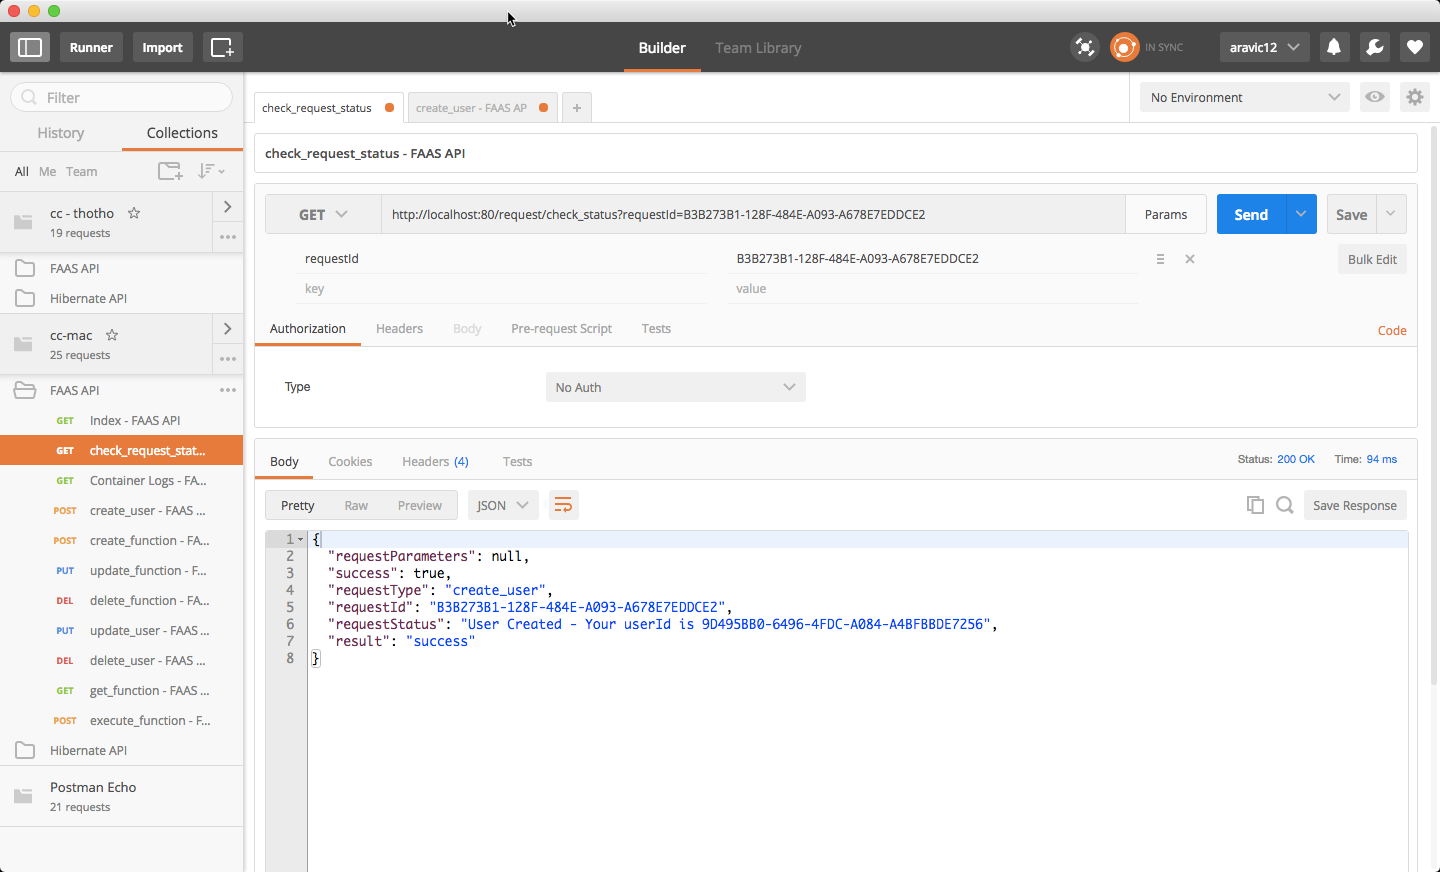 Runner
Import
Builder
Team Library
IN SYNC
aravic12
Filter
History
Collections
All Me Team
cc - thotho
19 requests
FAAS API
Hibernate API
cc-mac
25 requests
FAAS API
GET Index - FAAS API
GET check_request_stat...
GET Container Logs - FA...
POST create_user - FAAS ...
POST create_function - FA...
PUT update_function - F...
DEL delete_function - FA...
PUT update_user - FAAS ...
DEL delete_user - FAAS ...
GET get_function - FAAS ...
POST execute_function - F...
Hibernate API
Postman Echo
21 requests
check_request_status
create_user - FAAS AP
+
No Environment
check_request_status - FAAS API
GET http://localhost:80/request/check_status?requestId=B3B273B1-128F-484E-A093-A678E7EDDCE2 Params Send Save
requestId B3B273B1-128F-484E-A093-A678E7EDDCE2 Bulk Edit
key value
Authorization Headers Body Pre-request Script Tests Code
Type No Auth
Body Cookies Headers (4) Tests Status: 200 OK Time: 94 ms
Pretty Raw Preview JSON Save Response
1 {
2 "requestParameters": null,
3 "success": true,
4 "requestType": "create_user",
5 "requestId": "B3B273B1-128F-484E-A093-A678E7EDDCE2",
6 "requestStatus": "User Created - Your userId is 9D495BB0-6496-4FDC-A084-A4BFBBDE7256",
7 "result": "success"
8 }